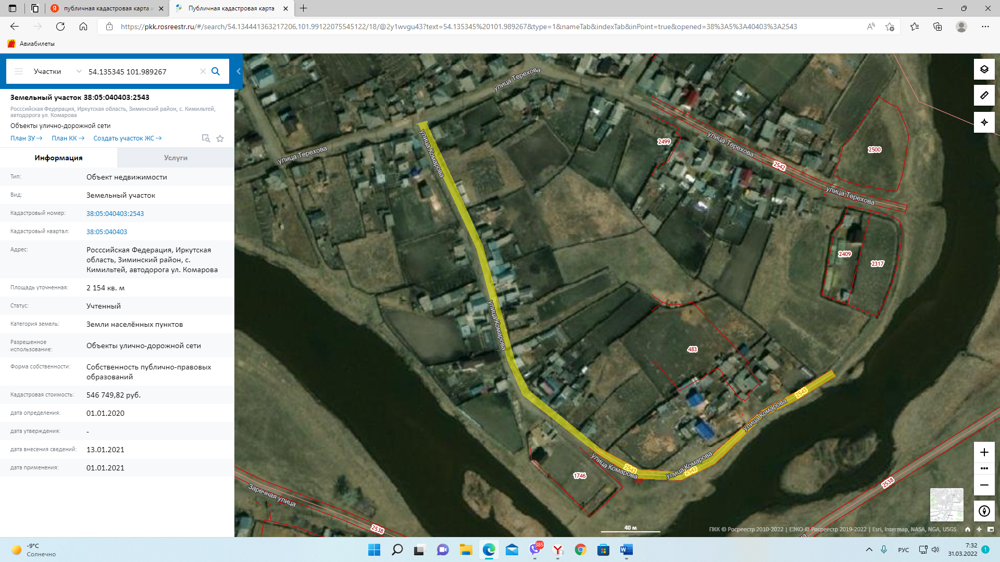 публичная кадастровая карта и
Публичная кадастровая карта
https://pkk.rosreestr.ru/#/search/54.134441363217206,101.99122075545122/18/@2y1wvgu43?text=54.135345%20101.989267&type=1&nameTab&indexTab&inPoint=true&opened=38%3A5%3A40403%3A2543
Авиабилеты
Участки 54.135345 101.989267
Земельный участок 38:05:040403:2543
Росссийская Федерация, Иркутская область, Зиминский район, с. Кимильтей,
автодорога ул. Комарова
Объекты улично-дорожной сети
План ЗУ → План КК → Создать участок ЖС →
Информация Услуги
Тип: Объект недвижимости
Вид: Земельный участок
Кадастровый номер: 38:05:040403:2543
Кадастровый квартал: 38:05:040403
Адрес: Росссийская Федерация, Иркутская
область, Зиминский район, с.
Кимильтей, автодорога ул. Комарова
Площадь уточненная: 2 154 кв. м
Статус: Учтенный
Категория земель: Земли населённых пунктов
Разрешенное
использование: Объекты улично-дорожной сети
Форма собственности: Собственность публично-правовых
образований
Кадастровая стоимость: 546 749,82 руб.
дата определения: 01.01.2020
дата утверждения: -
дата внесения сведений: 13.01.2021
дата применения: 01.01.2021
улица Терехова
улица Терехова
улица Комарова
2499
улица Терехова
2500
2542
улица Терехова
2409
2317
улица Комарова
483
2543
улица Комарова
улица Комарова
2543
улица Комарова
2543
1746
Заречная улица
2538
2538
40 м
ПКК © Росреестр 2010-2022 | ЕЭКО © Росреестр 2019-2022 | Esri, Intermap, NASA, NGA, USGS
-9°C
Солнечно
385
РУС
7:32
31.03.2022
1